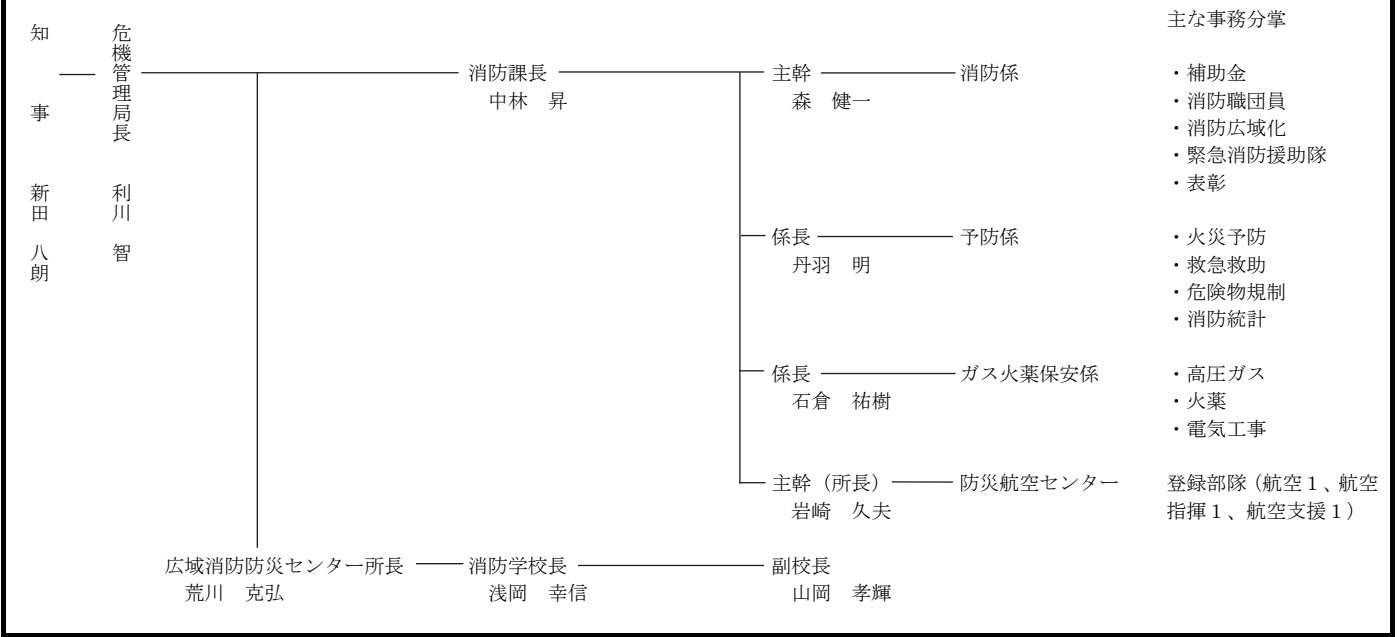 主な事務分掌
知事 新田 八朗
危機管理局長 利川 智
消防課長
中林 昇
主幹
森 健一
消防係
・補助金
・消防職団員
・消防広域化
・緊急消防援助隊
・表彰
係長
丹羽 明
予防係
・火災予防
・救急救助
・危険物規制
・消防統計
係長
石倉 祐樹
ガス火薬保安係
・高圧ガス
・火薬
・電気工事
主幹（所長）
岩崎 久夫
防災航空センター
登録部隊（航空１、航空
指揮１、航空支援１）
広域消防防災センター所長
荒川 克弘
消防学校長
浅岡 幸信
副校長
山岡 孝輝